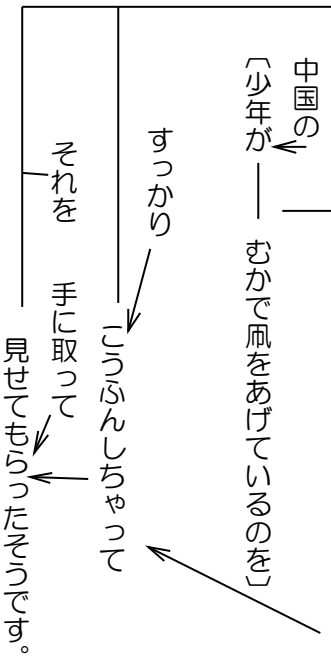 中国の
〔少年が
むかで凧をあげているのを〕
すっかり
こうふんしちゃって
それを
手に取って
見せてもらったそうです。